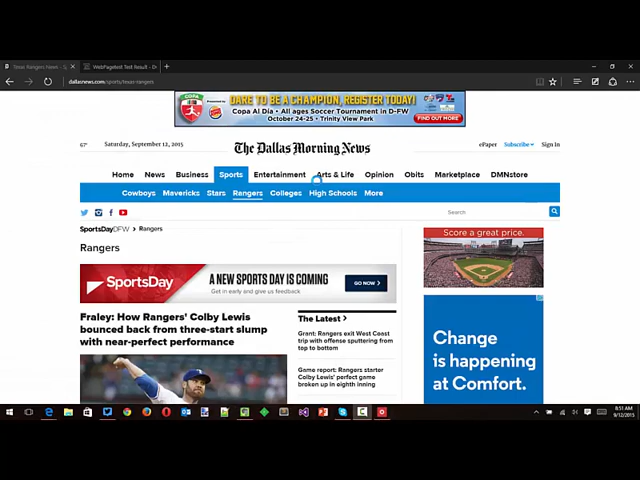 Texas Rangers News - S
WebPagetest Test Result - D
dallasnews.com/sports/texas-rangers
COPA
Presented by
DARE TO BE A CHAMPION, REGISTER TODAY!
Copa Al Dia • All ages Soccer Tournament in D-FW
October 24-25 • Trinity View Park
FIND OUT MORE
67°
Saturday, September 12, 2015
The Dallas Morning News
ePaper
Subscribe
Sign in
Home
News
Business
Sports
Entertainment
Arts & Life
Opinion
Obits
Marketplace
DMNstore
Cowboys
Mavericks
Stars
Rangers
Colleges
High Schools
More
Search
SportsDayDFW > Rangers
Rangers
Score a great price.
SportsDay
A NEW SPORTS DAY IS COMING
Get in early and give us feedback
GO NOW >
Fraley: How Rangers' Colby Lewis
bounced back from three-start slump
with near-perfect performance
The Latest >
Grant: Rangers exit West Coast
trip with offense sputtering from
top to bottom
Game report: Rangers starter
Colby Lewis' perfect game
broken up in eighth inning
Change
is happening
at Comfort.
8:51 AM
9/12/2015